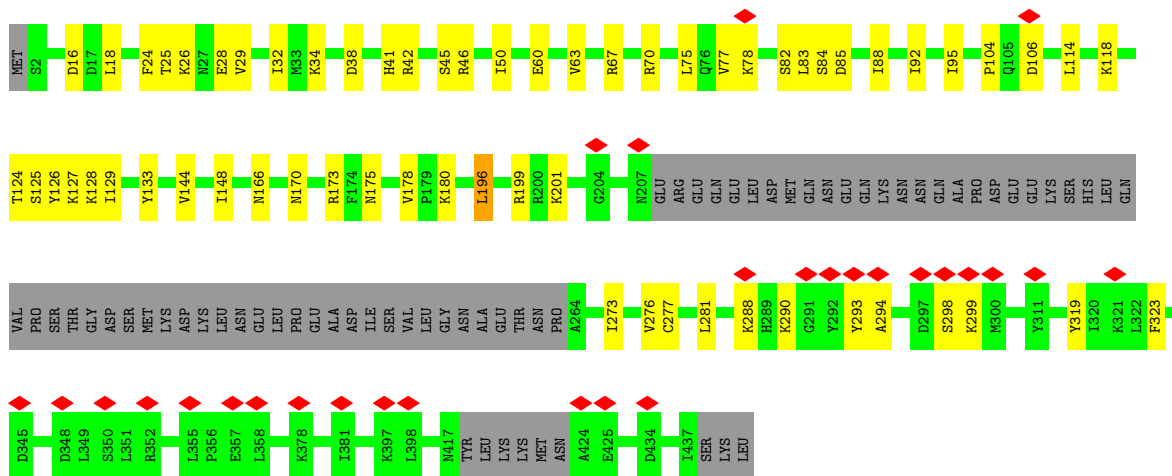 MET S2 D16 D17 L18 F24 T25 K26 N27 E28 V29 I32 M33 K34 D38 H41 R42 S45 R46 I50 E60 V63 R67 R70 L75 Q76 V77 K78 S82 L83 S84 D85 I88 I92 I95 P104 Q105 D106 L114 K118
T124 S125 Y126 K127 K128 I129 Y133 V144 I148 N166 N170 R173 F174 N175 V178 P179 K180 L196 R199 R200 K201 G204 N207 GLU ARG GLU GLN GLU LEU ASP MET GLN ASN GLU GLN LYS ASN ASN GLN ALA PRO ASP GLU GLU LYS SER HIS LEU GLN
VAL PRO SER THR GLY ASP SER MET LYS ASP LYS LEU ASN GLU LEU PRO GLU ALA ASP ILE SER VAL LEU GLY ASN ALA GLU THR ASN PRO A264 I273 V276 C277 L281 K288 H289 K290 G291 Y292 Y293 A294 D297 S298 K299 M300 Y311 Y319 I320 K321 L322 F323
D345 D348 L349 S350 L351 R352 L355 P356 E357 L358 K378 I381 K397 L398 N417 TYR LEU LYS LYS MET ASN A424 E425 D434 I437 SER LYS LEU